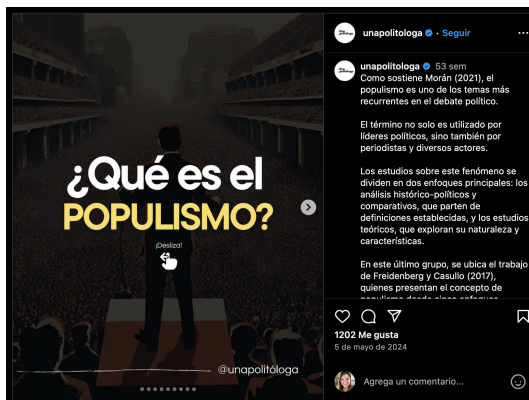 ¿Qué es el
POPULISMO?
¡Desliza!
@unapolitóloga
unapolitologa • Seguir
unapolitologa 53 sem
Como sostiene Morán (2021), el
populismo es uno de los temas más
recurrentes en el debate político.
El término no solo es utilizado por
líderes políticos, sino también por
periodistas y diversos actores.
Los estudios sobre este fenómeno se
dividen en dos enfoques principales: los
análisis histórico-políticos y
comparativos, que parten de
definiciones establecidas, y los estudios
teóricos, que exploran su naturaleza y
características.
En este último grupo, se ubica el trabajo
de Freidenberg y Casullo (2017),
quienes presentan el concepto de
populismo desde cinco enfoques
1202 Me gusta
5 de mayo de 2024
Agrega un comentario...